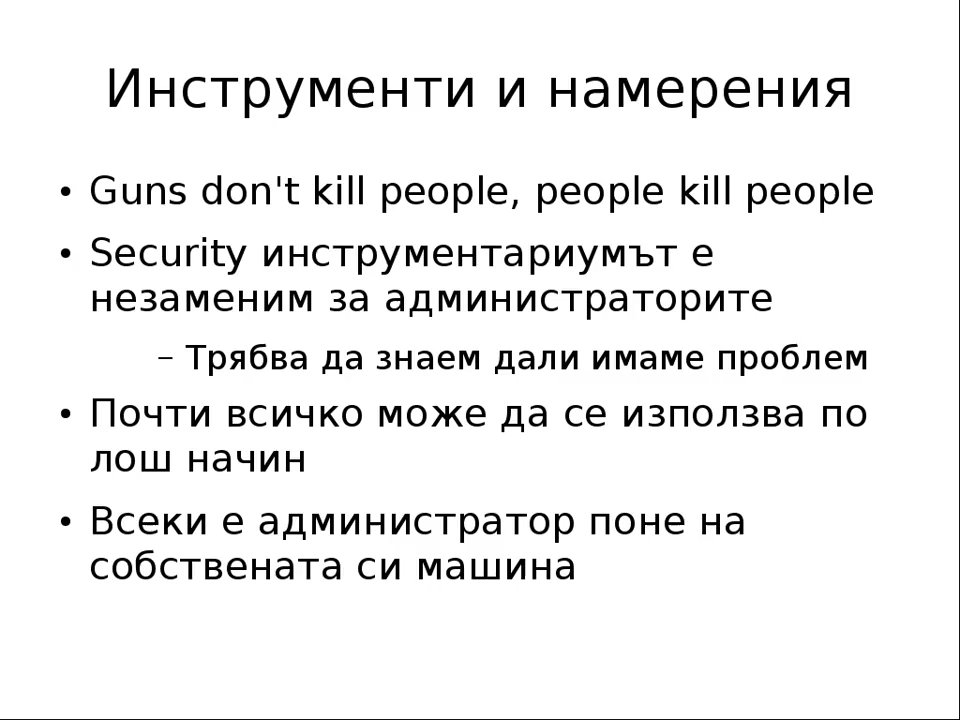 Инструменти и намерения
• Guns don't kill people, people kill people
• Security инструментариумът е
незаменим за администраторите
– Трябва да знаем дали имаме проблем
• Почти всичко може да се използва по
лош начин
• Всеки е администратор поне на
собствената си машина